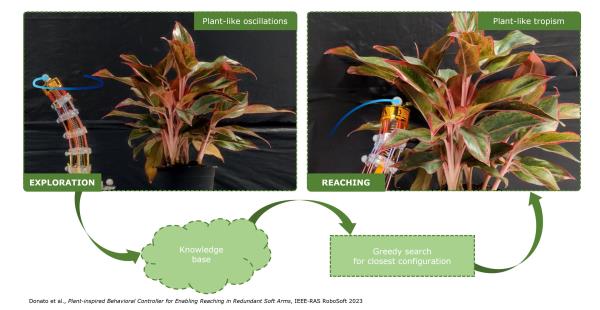 Plant-like oscillations
Plant-like tropism
EXPLORATION
REACHING
Knowledge
base
Greedy search
for closest configuration
Donato et al., Plant-inspired Behavioral Controller for Enabling Reaching in Redundant Soft Arms, IEEE-RAS RoboSoft 2023